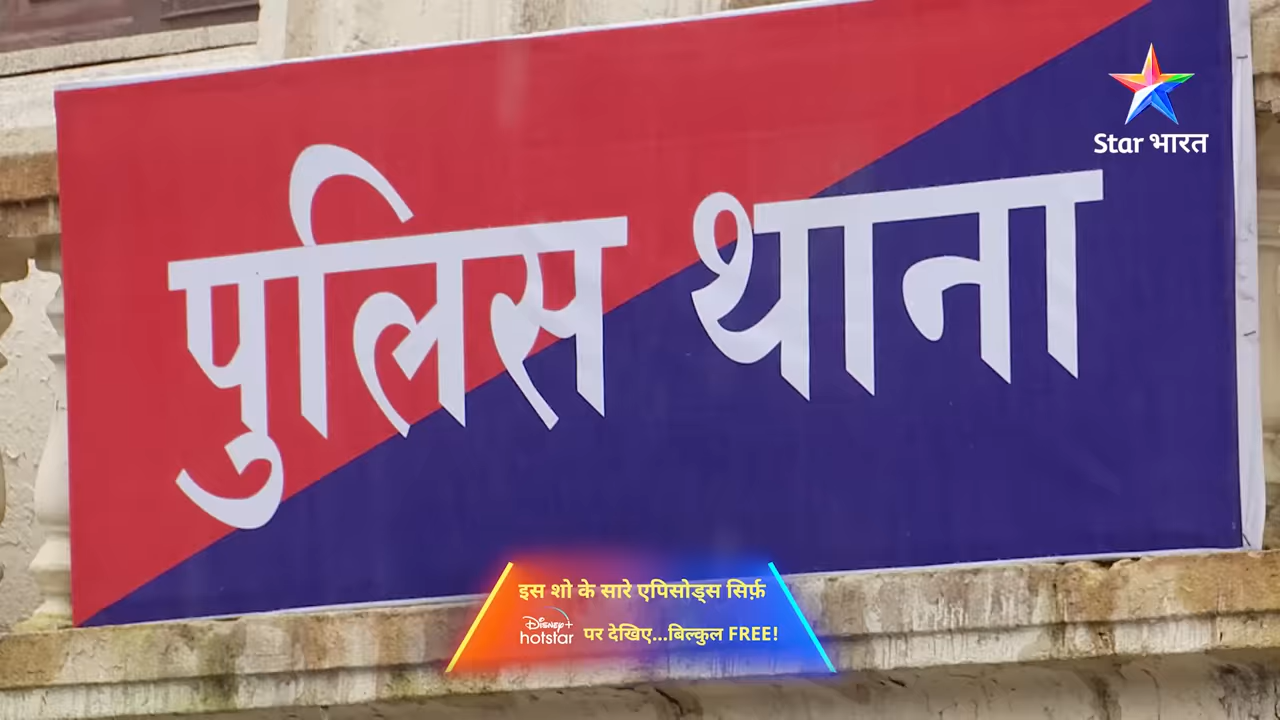 Star भारत
पुलिस थाना
इस शो के सारे एपिसोड्स सिर्फ़
Disney+ hotstar पर देखिए...बिल्कुल FREE!